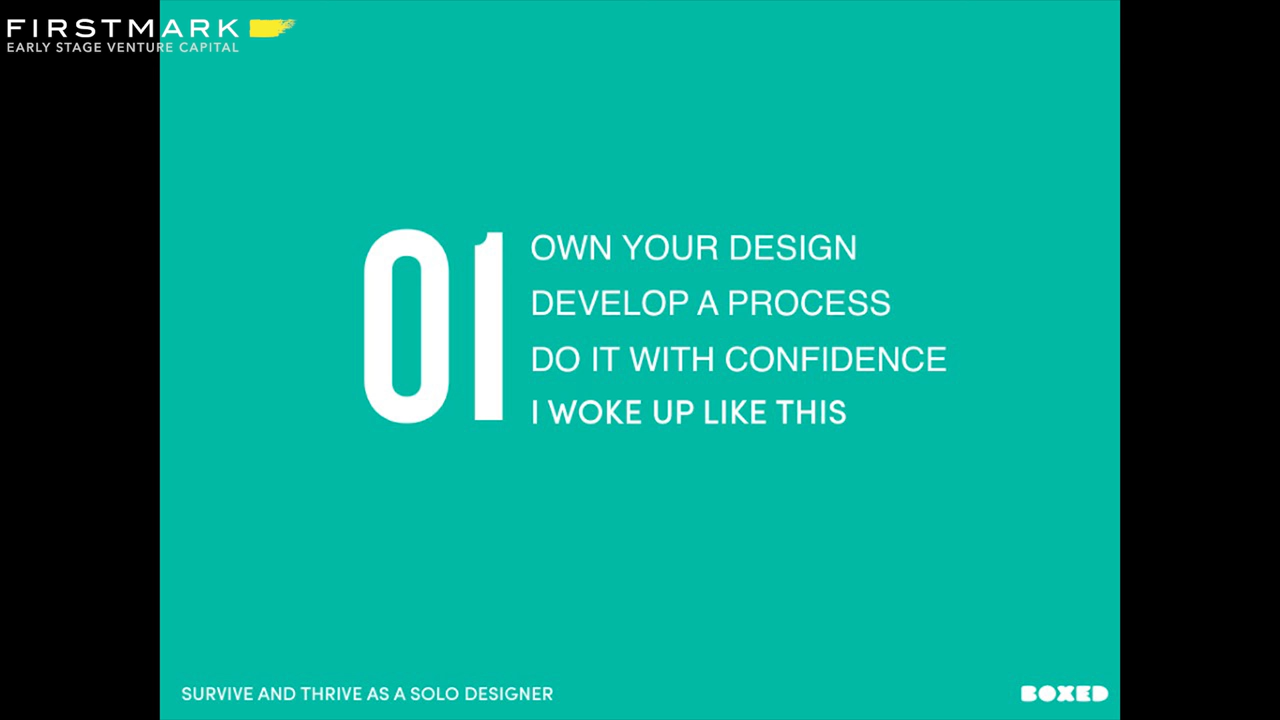 FIRSTMARK
EARLY STAGE VENTURE CAPITAL
01
OWN YOUR DESIGN
DEVELOP A PROCESS
DO IT WITH CONFIDENCE
I WOKE UP LIKE THIS
SURVIVE AND THRIVE AS A SOLO DESIGNER
BOXED